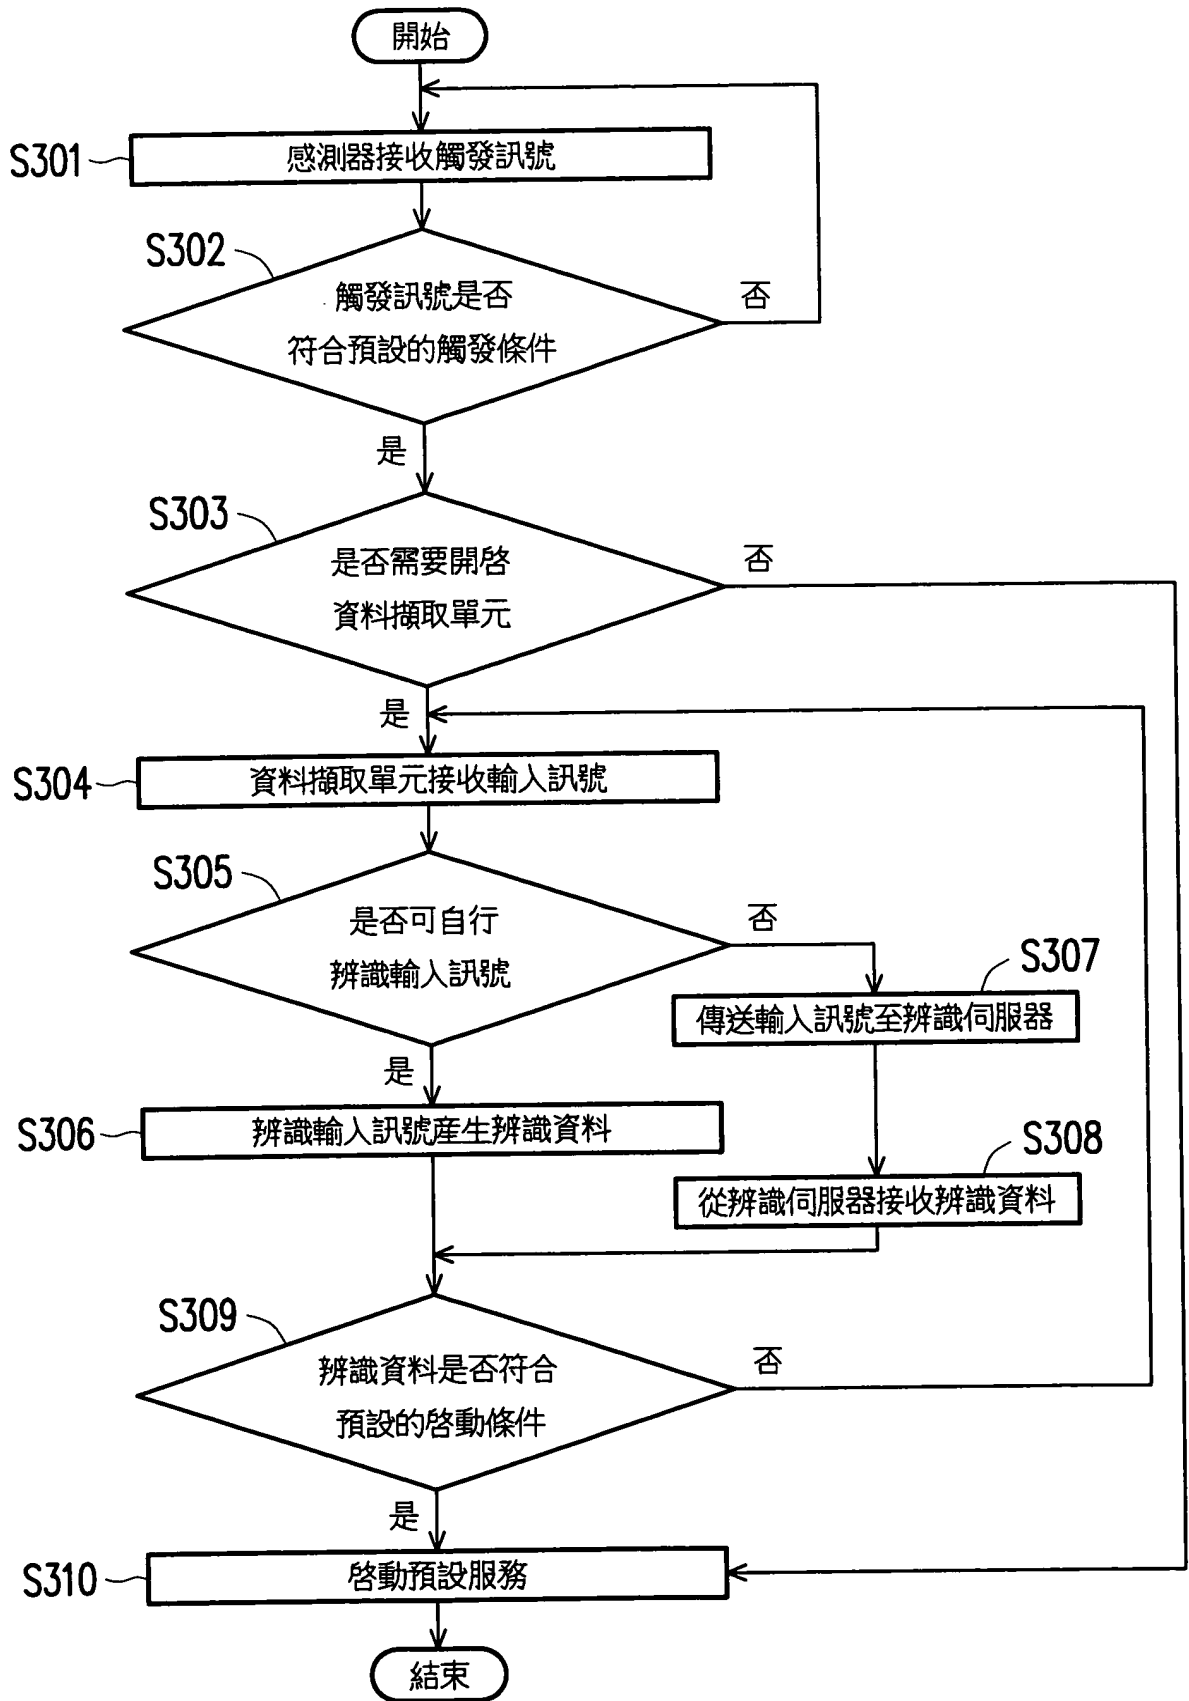 開始
S301
感測器接收觸發訊號
S302
觸發訊號是否
符合預設的觸發條件
否
是
S303
是否需要開啓
資料擷取單元
否
是
S304
資料擷取單元接收輸入訊號
S305
是否可自行
辨識輸入訊號
否
S307
傳送輸入訊號至辨識伺服器
是
S306
辨識輸入訊號產生辨識資料
S308
從辨識伺服器接收辨識資料
S309
辨識資料是否符合
預設的啓動條件
否
是
S310
啓動預設服務
結束